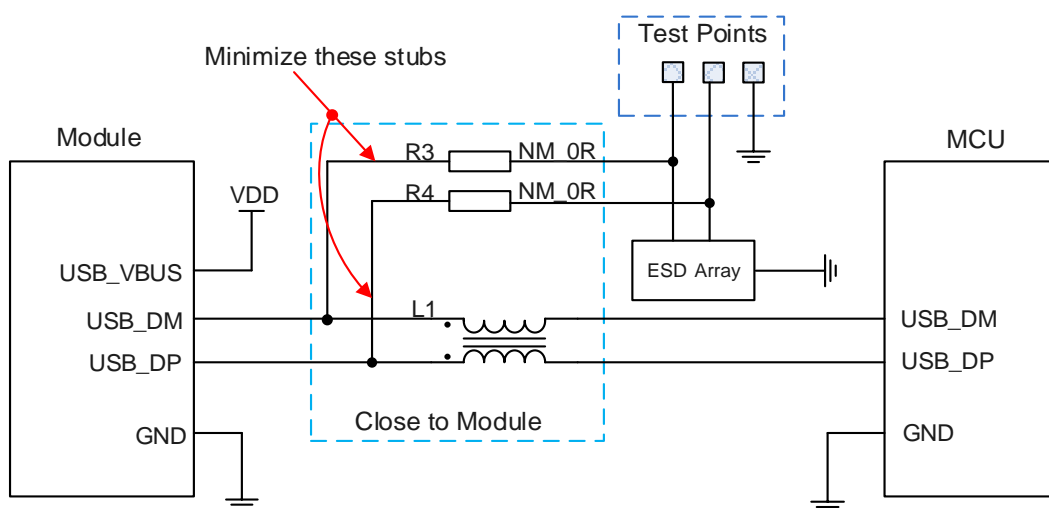 Test Points
Minimize these stubs
Module
MCU
R3
NM_0R
VDD
R4
NM_0R
USB_VBUS
ESD Array
USB_DM
L1
USB_DM
USB_DP
USB_DP
Close to Module
GND
GND